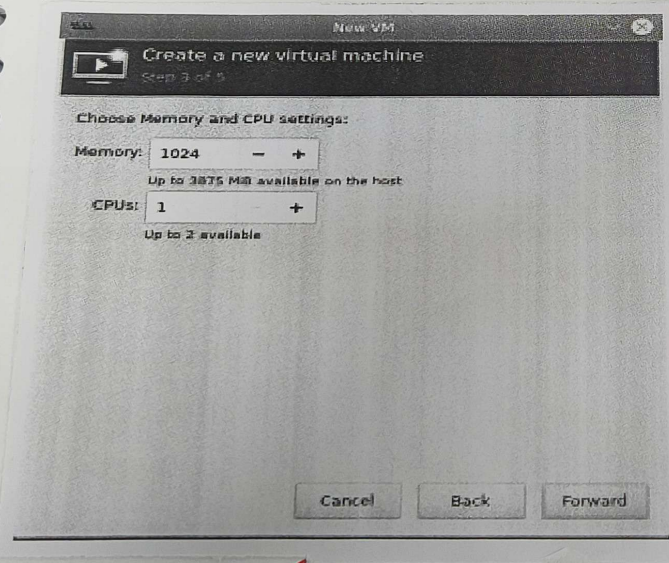 New VM
Create a new virtual machine
Step 3 of 5
Choose Memory and CPU settings:
Memory: 1024 − +
Up to 3875 MiB available on the host
CPUs: 1 +
Up to 2 available
Cancel Back Forward